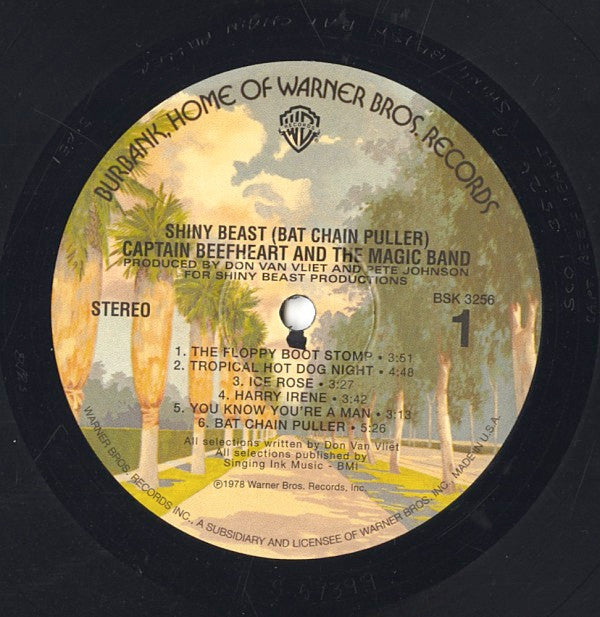 BURBANK, HOME OF WARNER BROS. RECORDS
SHINY BEAST (BAT CHAIN PULLER)
CAPTAIN BEEFHEART AND THE MAGIC BAND
PRODUCED BY DON VAN VLIET AND PETE JOHNSON
FOR SHINY BEAST PRODUCTIONS
STEREO
BSK 3256
1
1. THE FLOPPY BOOT STOMP • 3:51
2. TROPICAL HOT DOG NIGHT • 4:48
3. ICE ROSE • 3:27
4. HARRY IRENE • 3:42
5. YOU KNOW YOU'RE A MAN • 3:13
6. BAT CHAIN PULLER • 5:26
All selections written by Don Van Vliet
All selections published by
Singing Ink Music - BMI
℗1978 Warner Bros. Records, Inc.
WARNER BROS. RECORDS INC., A SUBSIDIARY AND LICENSEE OF WARNER BROS. INC., MADE IN U.S.A.